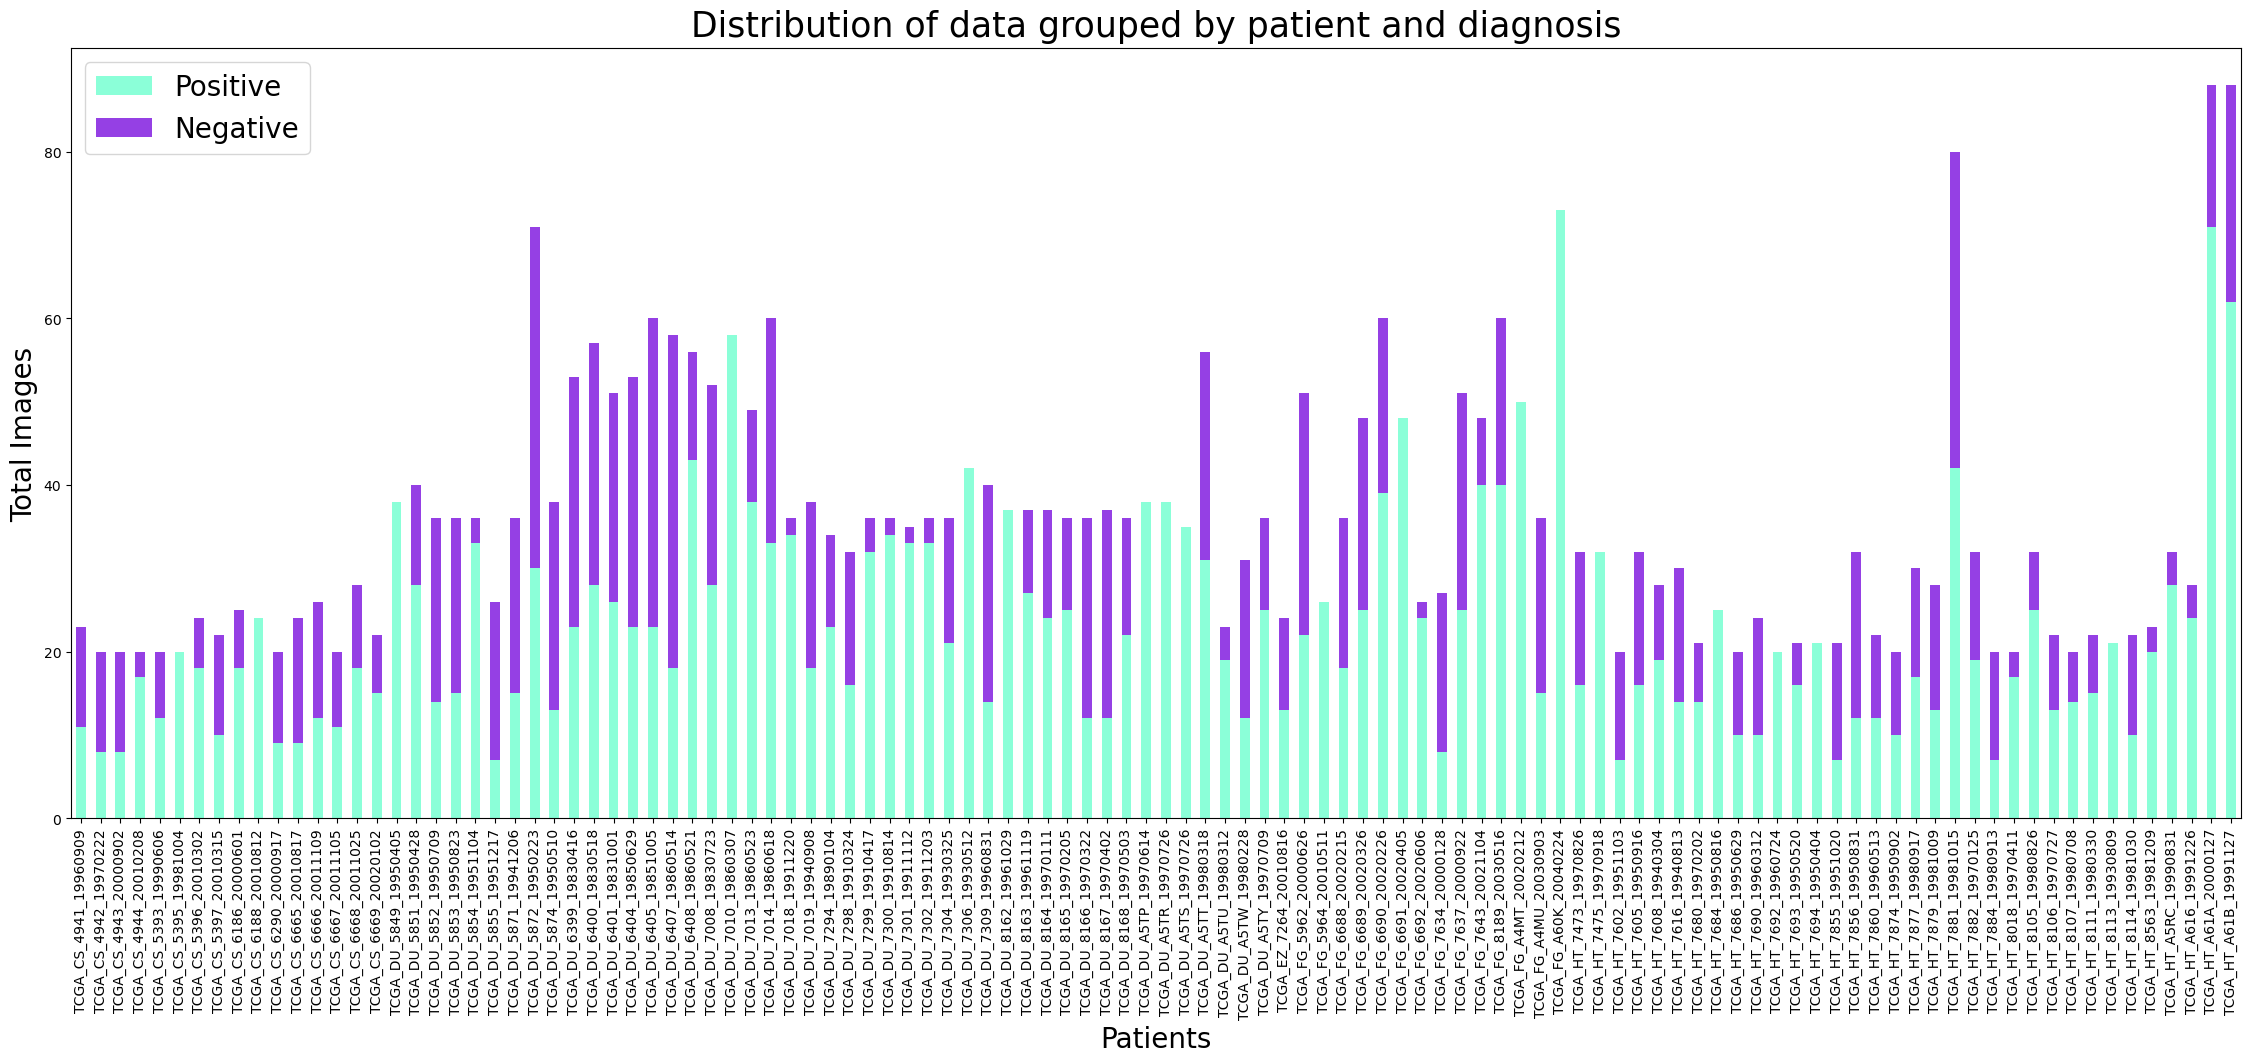 Distribution of data grouped by patient and diagnosis
Positive
Negative
Total Images
80
60
40
20
0
TCGA_CS_4941_19960909
TCGA_CS_4942_19970222
TCGA_CS_4943_20000902
TCGA_CS_4944_20010208
TCGA_CS_5393_19990606
TCGA_CS_5395_19981004
TCGA_CS_5396_20010302
TCGA_CS_5397_20010315
TCGA_CS_6186_20000601
TCGA_CS_6188_20010812
TCGA_CS_6290_20000917
TCGA_CS_6665_20010817
TCGA_CS_6666_20011109
TCGA_CS_6667_20011105
TCGA_CS_6668_20011025
TCGA_CS_6669_20020102
TCGA_DU_5849_19950405
TCGA_DU_5851_19950428
TCGA_DU_5852_19950709
TCGA_DU_5853_19950823
TCGA_DU_5854_19951104
TCGA_DU_5855_19951217
TCGA_DU_5871_19941206
TCGA_DU_5872_19950223
TCGA_DU_5874_19950510
TCGA_DU_6399_19830416
TCGA_DU_6400_19830518
TCGA_DU_6401_19831001
TCGA_DU_6404_19850629
TCGA_DU_6405_19851005
TCGA_DU_6407_19860514
TCGA_DU_6408_19860521
TCGA_DU_7008_19830723
TCGA_DU_7010_19860307
TCGA_DU_7013_19860523
TCGA_DU_7014_19860618
TCGA_DU_7018_19911220
TCGA_DU_7019_19940908
TCGA_DU_7294_19890104
TCGA_DU_7298_19910324
TCGA_DU_7299_19910417
TCGA_DU_7300_19910814
TCGA_DU_7301_19911112
TCGA_DU_7302_19911203
TCGA_DU_7304_19930325
TCGA_DU_7306_19930512
TCGA_DU_7309_19960831
TCGA_DU_8162_19961029
TCGA_DU_8163_19961119
TCGA_DU_8164_19970111
TCGA_DU_8165_19970205
TCGA_DU_8166_19970322
TCGA_DU_8167_19970402
TCGA_DU_8168_19970503
TCGA_DU_A5TP_19970614
TCGA_DU_A5TR_19970726
TCGA_DU_A5TS_19970726
TCGA_DU_A5TT_19980318
TCGA_DU_A5TU_19980312
TCGA_DU_A5TW_19980228
TCGA_DU_A5TY_19970709
TCGA_EZ_7264_20010816
TCGA_FG_5962_20000626
TCGA_FG_5964_20010511
TCGA_FG_6688_20020215
TCGA_FG_6689_20020326
TCGA_FG_6690_20020226
TCGA_FG_6691_20020405
TCGA_FG_6692_20020606
TCGA_FG_7634_20000128
TCGA_FG_7637_20000922
TCGA_FG_7643_20021104
TCGA_FG_8189_20030516
TCGA_FG_A4MT_20020212
TCGA_FG_A4MU_20030903
TCGA_FG_A60K_20040224
TCGA_HT_7473_19970826
TCGA_HT_7475_19970918
TCGA_HT_7602_19951103
TCGA_HT_7605_19950916
TCGA_HT_7608_19940304
TCGA_HT_7616_19940813
TCGA_HT_7680_19970202
TCGA_HT_7684_19950816
TCGA_HT_7686_19950629
TCGA_HT_7690_19960312
TCGA_HT_7692_19960724
TCGA_HT_7693_19950520
TCGA_HT_7694_19950404
TCGA_HT_7855_19951020
TCGA_HT_7856_19950831
TCGA_HT_7860_19960513
TCGA_HT_7874_19950902
TCGA_HT_7877_19980917
TCGA_HT_7879_19981009
TCGA_HT_7881_19981015
TCGA_HT_7882_19970125
TCGA_HT_7884_19980913
TCGA_HT_8018_19970411
TCGA_HT_8105_19980826
TCGA_HT_8106_19970727
TCGA_HT_8107_19980708
TCGA_HT_8111_19980330
TCGA_HT_8113_19930809
TCGA_HT_8114_19981030
TCGA_HT_8563_19981209
TCGA_HT_A5RC_19990831
TCGA_HT_A616_19991226
TCGA_HT_A61A_20000127
TCGA_HT_A61B_19991127
Patients